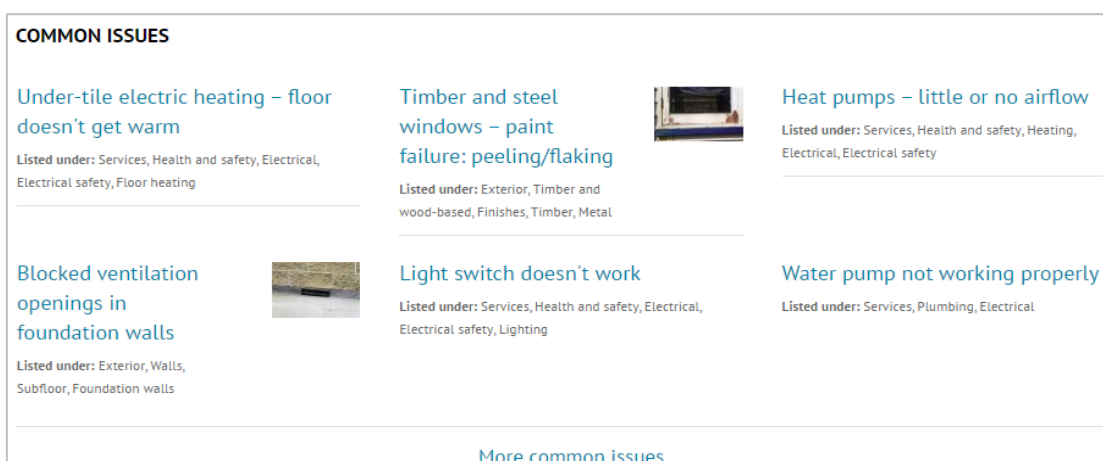 COMMON ISSUES
Under-tile electric heating – floor
doesn't get warm
Listed under: Services, Health and safety, Electrical,
Electrical safety, Floor heating
Timber and steel
windows – paint
failure: peeling/flaking
Listed under: Exterior, Timber and
wood-based, Finishes, Timber, Metal
Heat pumps – little or no airflow
Listed under: Services, Health and safety, Heating,
Electrical, Electrical safety
Blocked ventilation
openings in
foundation walls
Listed under: Exterior, Walls,
Subfloor, Foundation walls
Light switch doesn't work
Listed under: Services, Health and safety, Electrical,
Electrical safety, Lighting
Water pump not working properly
Listed under: Services, Plumbing, Electrical
More common issues